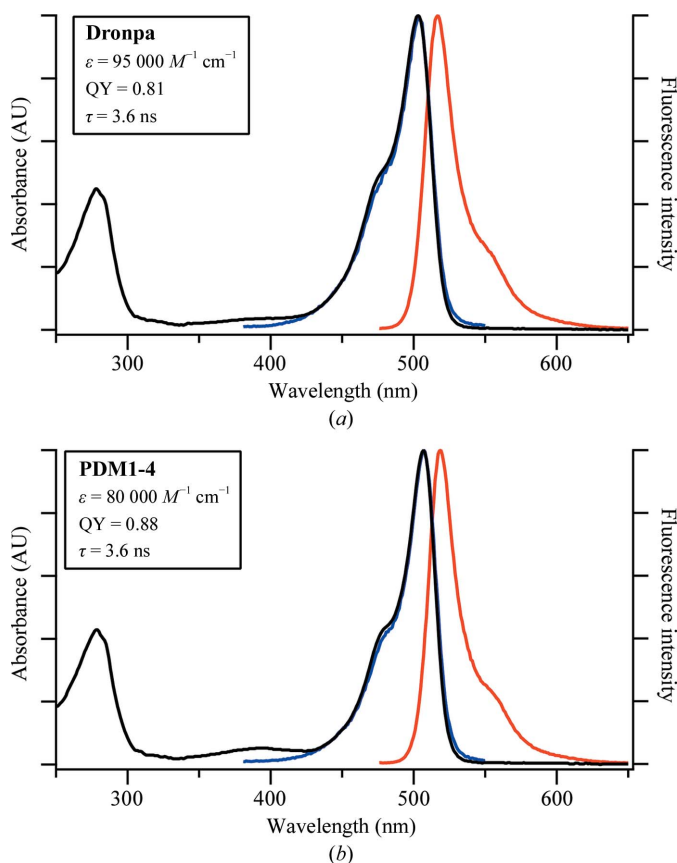 Dronpa
ε = 95 000 M⁻¹ cm⁻¹
QY = 0.81
τ = 3.6 ns
Absorbance (AU)
Fluorescence intensity
300 400 500 600
Wavelength (nm)
(a)
PDM1-4
ε = 80 000 M⁻¹ cm⁻¹
QY = 0.88
τ = 3.6 ns
Absorbance (AU)
Fluorescence intensity
300 400 500 600
Wavelength (nm)
(b)